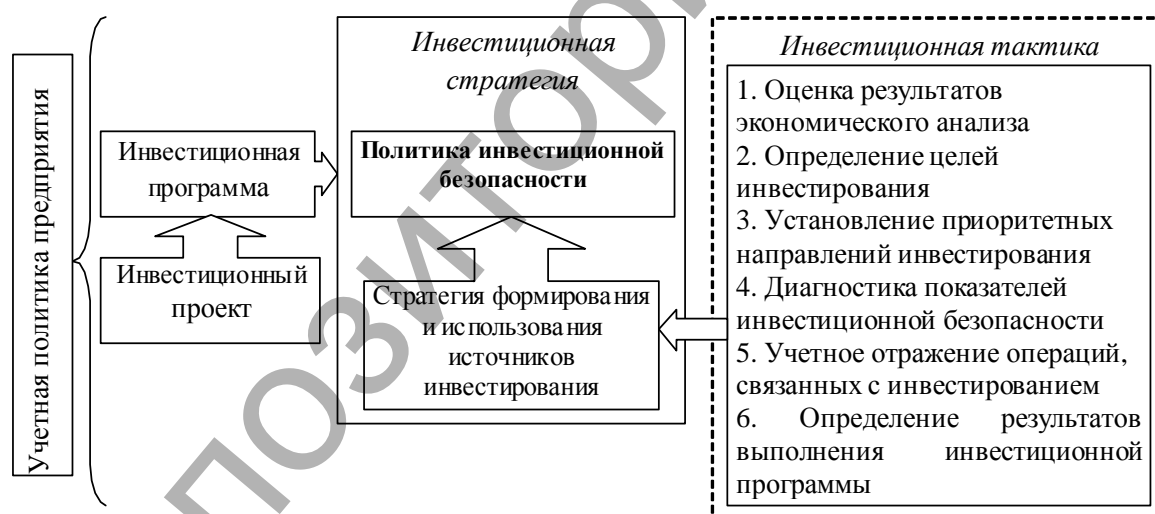 Учетная политика предприятия
Инвестиционная
программа
Инвестиционный
проект
Инвестиционная
стратегия
Политика инвестиционной
безопасности
Стратегия формирования
и использования
источников
инвестирования
Инвестиционная тактика
1. Оценка результатов
экономического анализа
2. Определение целей
инвестирования
3. Установление приоритетных
направлений инвестирования
4. Диагностика показателей
инвестиционной безопасности
5. Учетное отражение операций,
связанных с инвестированием
6. Определение результатов
выполнения инвестиционной
программы